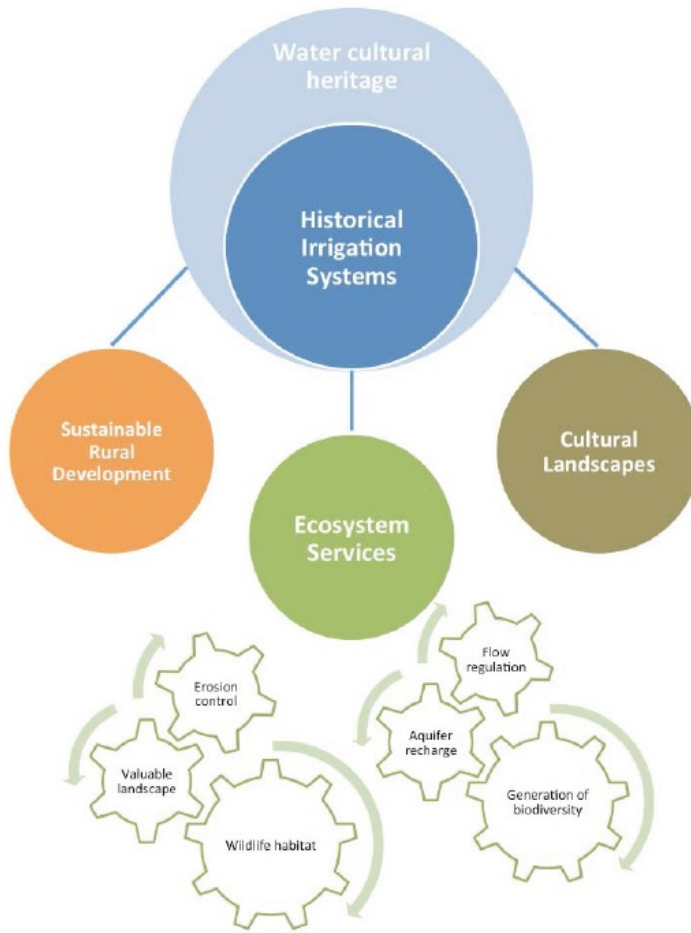 Water cultural
heritage
Historical
Irrigation
Systems
Sustainable
Rural
Development
Cultural
Landscapes
Ecosystem
Services
Erosion
control
Valuable
landscape
Wildlife habitat
Flow
regulation
Aquifer
recharge
Generation of
biodiversity